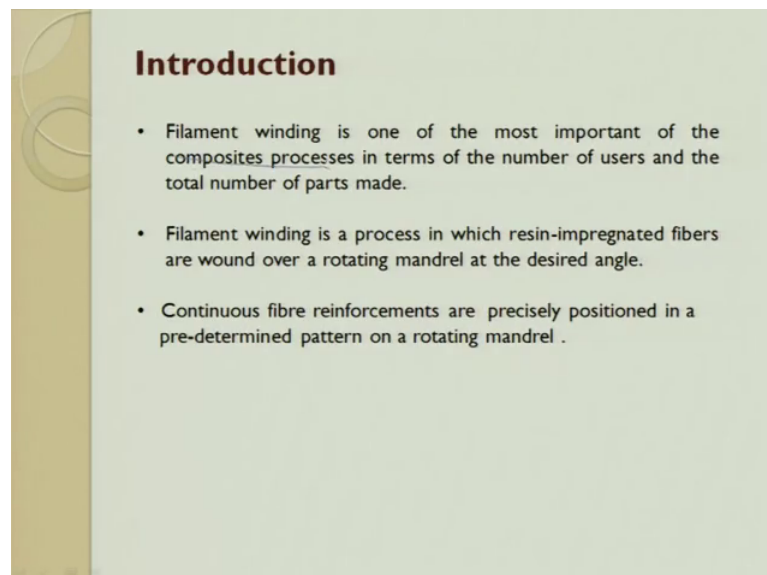 Introduction
• Filament winding is one of the most important of the
composites processes in terms of the number of users and the
total number of parts made.
• Filament winding is a process in which resin-impregnated fibers
are wound over a rotating mandrel at the desired angle.
• Continuous fibre reinforcements are precisely positioned in a
pre-determined pattern on a rotating mandrel .